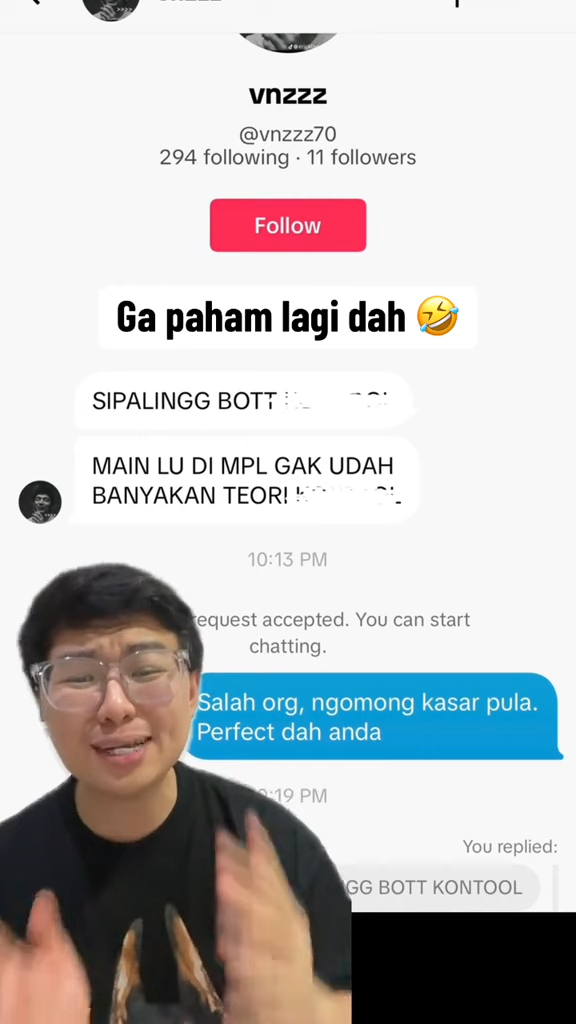 vnzzz
@vnzzz70
294 following · 11 followers
Follow
Ga paham lagi dah 🤣
SIPALINGG BOTT
MAIN LU DI MPL GAK UDAH
BANYAKAN TEORI
10:13 PM
request accepted. You can start
chatting.
Salah org, ngomong kasar pula.
Perfect dah anda
:19 PM
You replied:
GG BOTT KONTOOL